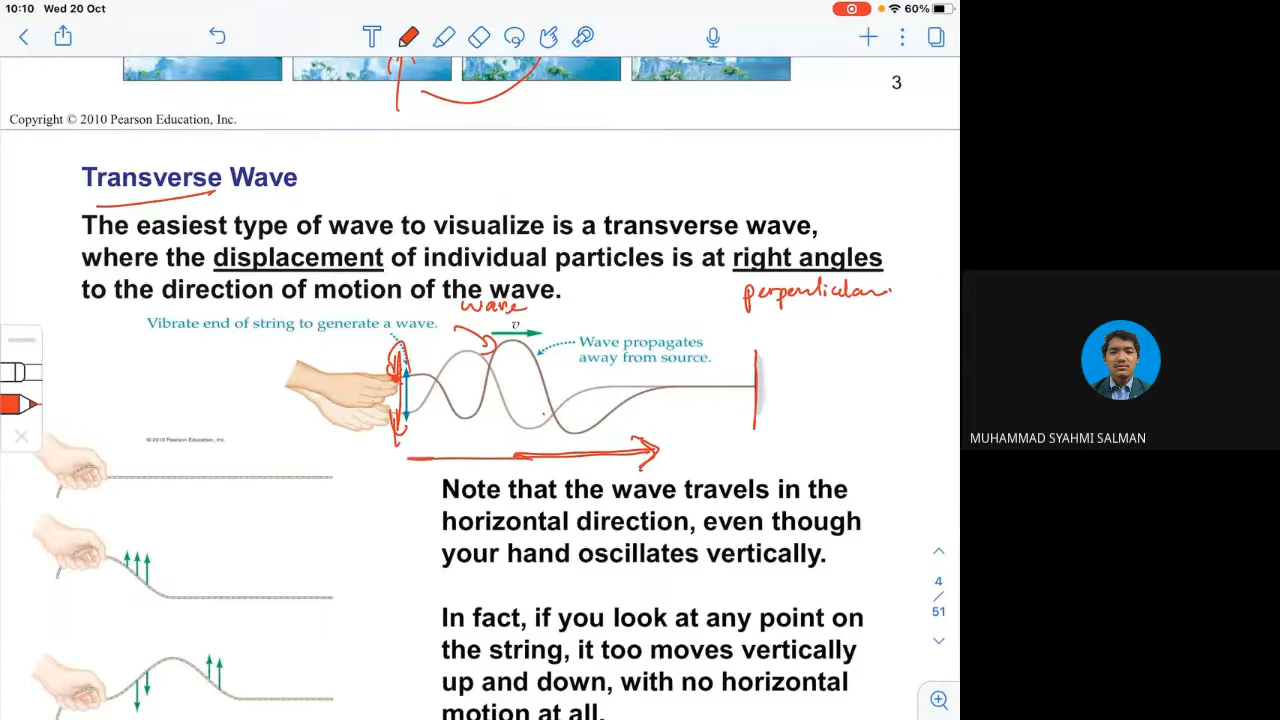 10:10 Wed 20 Oct
60%
T
3
Copyright © 2010 Pearson Education, Inc.
Transverse Wave
The easiest type of wave to visualize is a transverse wave,
where the displacement of individual particles is at right angles
to the direction of motion of the wave.
perpendicular
wave
Vibrate end of string to generate a wave.
v
Wave propagates
away from source.
© 2010 Pearson Education, Inc.
MUHAMMAD SYAHMI SALMAN
Note that the wave travels in the
horizontal direction, even though
your hand oscillates vertically.
4
/
51
In fact, if you look at any point on
the string, it too moves vertically
up and down, with no horizontal
motion at all.